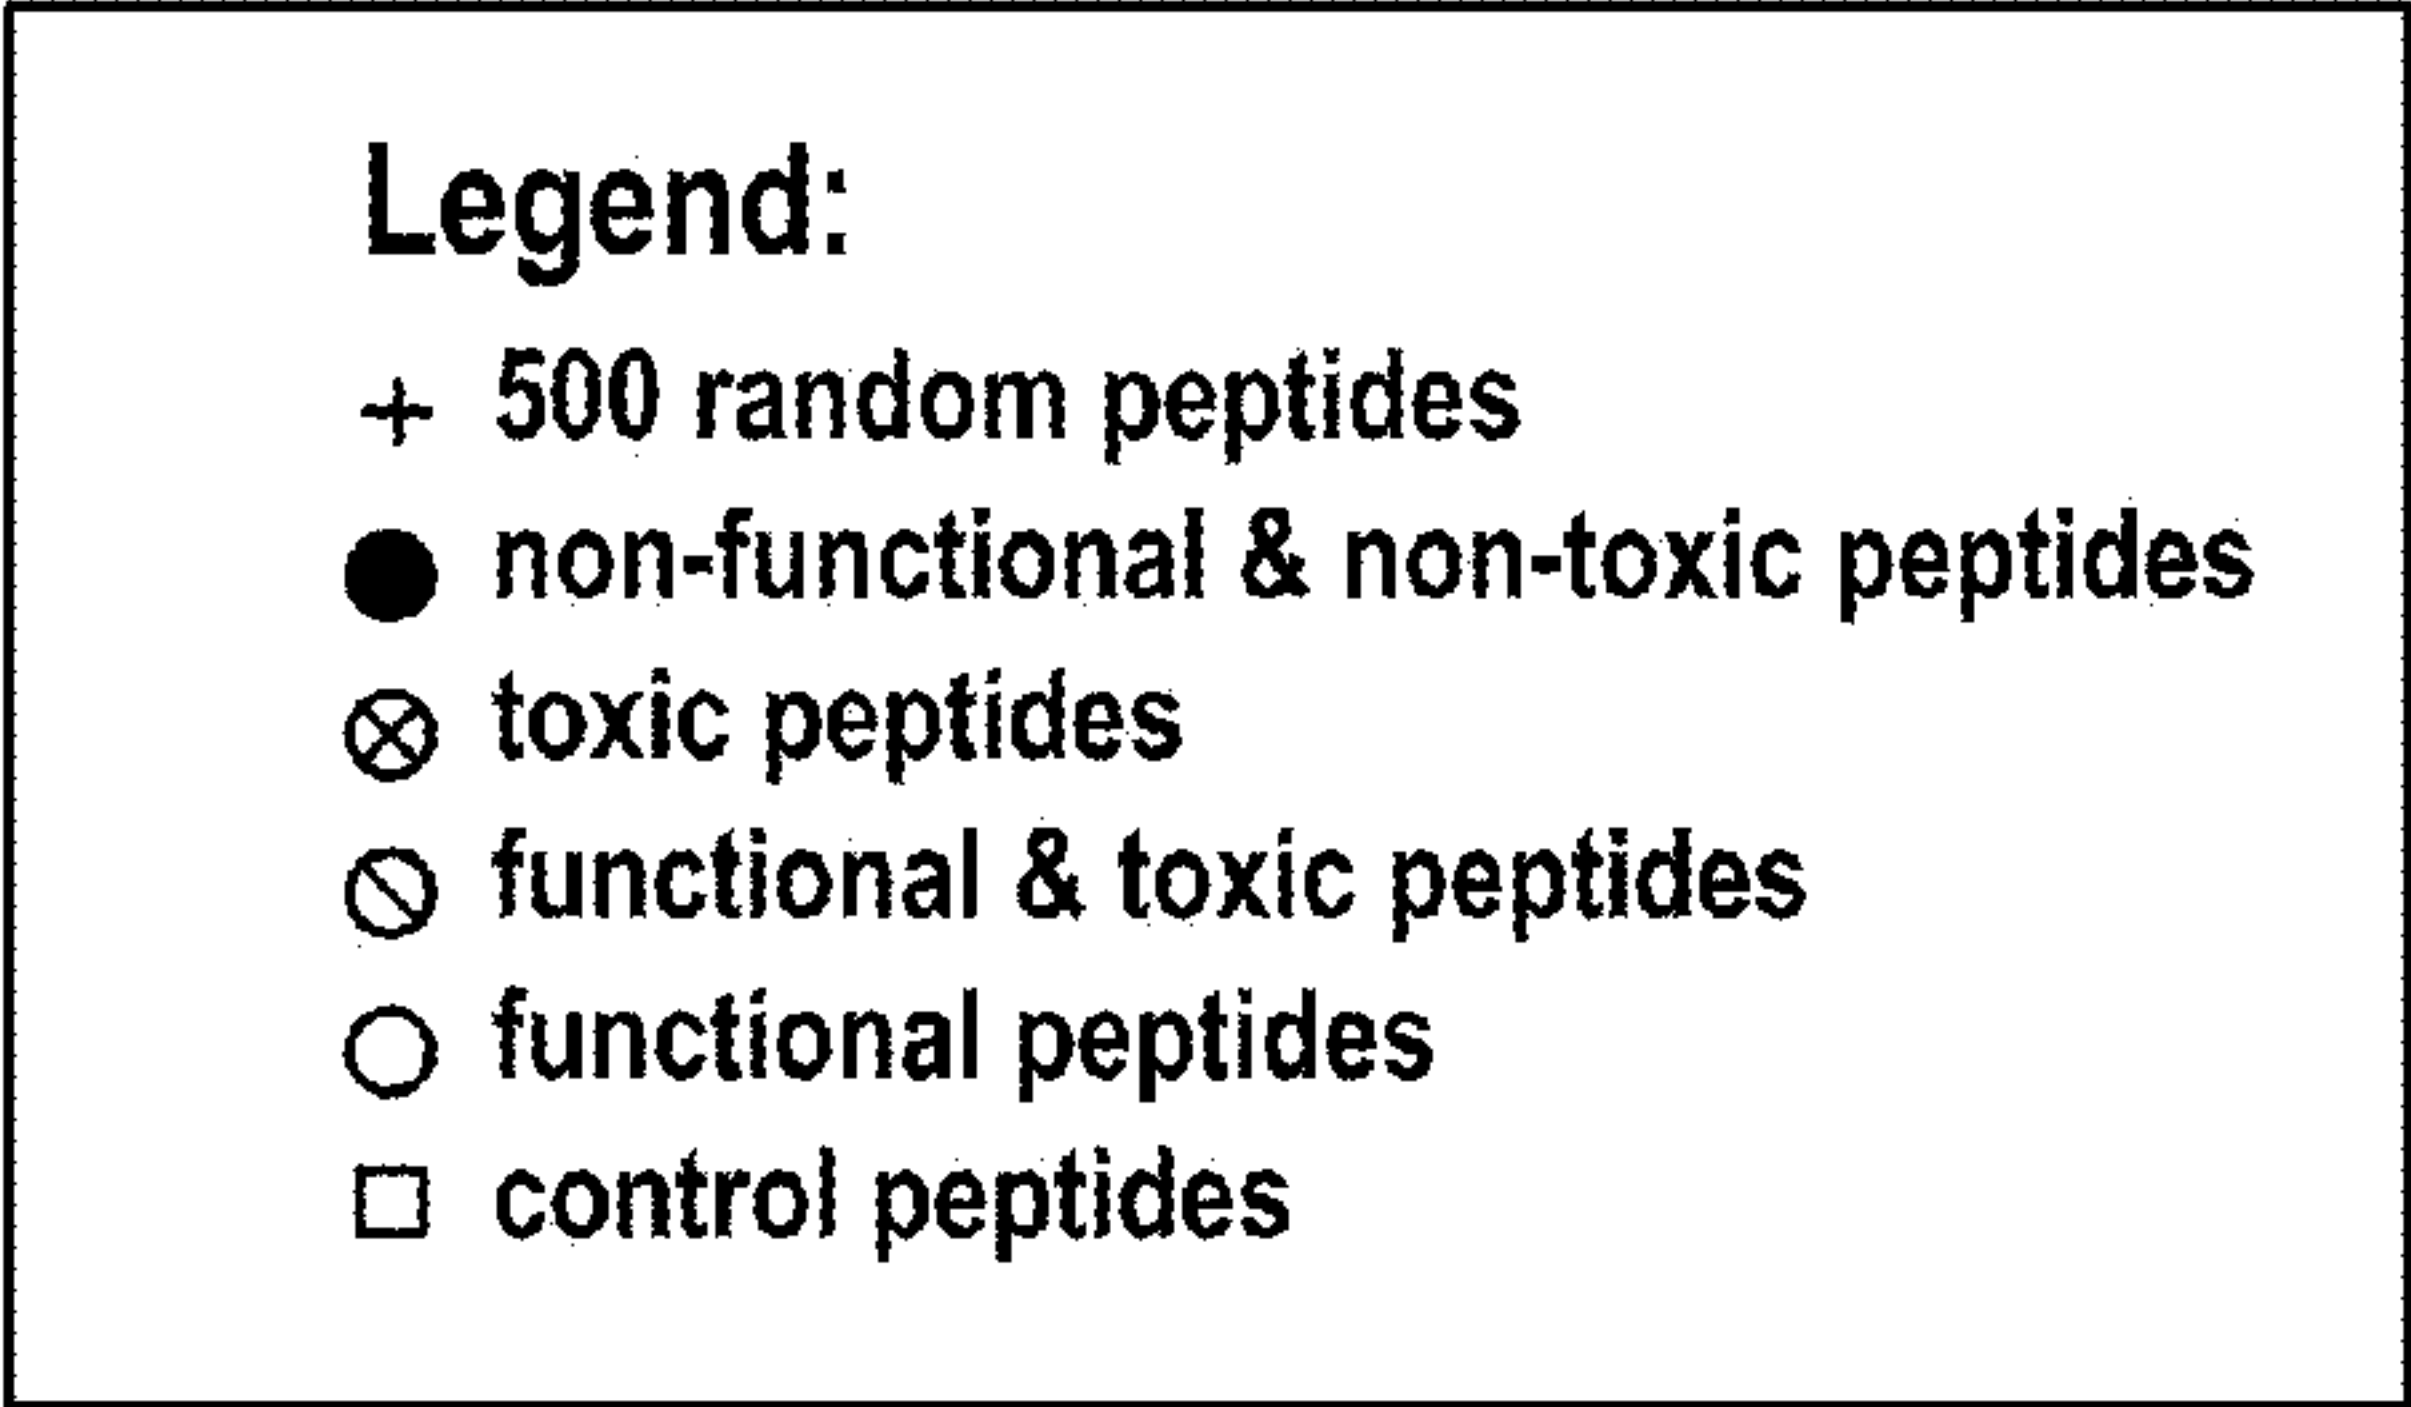 Legend:
+ 500 random peptides
non-functional & non-toxic peptides
toxic peptides
functional & toxic peptides
functional peptides
control peptides